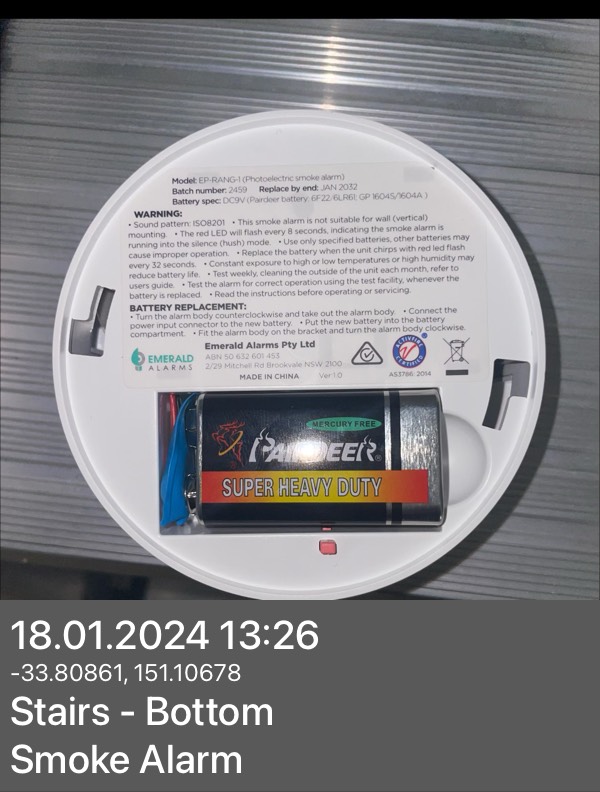 Model: EP-RANG-1 (Photoelectric smoke alarm)
Batch number: 2459 Replace by end: JAN 2032
Battery spec: DC9V (Pairdeer battery: 6F22/6LR61, GP 1604S/1604A )
WARNING:
• Sound pattern: ISO8201 • This smoke alarm is not suitable for wall (vertical)
mounting. • The red LED will flash every 8 seconds, indicating the smoke alarm is
running into the silence (hush) mode. • Use only specified batteries, other batteries may
cause improper operation. • Replace the battery when the unit chirps with red led flash
every 32 seconds. • Constant exposure to high or low temperatures or high humidity may
reduce battery life. • Test weekly, cleaning the outside of the unit each month, refer to
users guide. • Test the alarm for correct operation using the test facility, whenever the
battery is replaced. • Read the instructions before operating or servicing.
BATTERY REPLACEMENT:
• Turn the alarm body counterclockwise and take out the alarm body. • Connect the
power input connector to the new battery. • Put the new battery into the battery
compartment. • Fit the alarm body on the bracket and turn the alarm body clockwise.
EMERALD
ALARMS
Emerald Alarms Pty Ltd
ABN 50 632 601 453
2/29 Mitchell Rd Brookvale NSW 2100
MADE IN CHINA Ver:1.0
ACTIVFIRE
CERTIFIED
AS3786: 2014
MERCURY FREE
PAIRDEER®
SUPER HEAVY DUTY
18.01.2024 13:26
-33.80861, 151.10678
Stairs - Bottom
Smoke Alarm